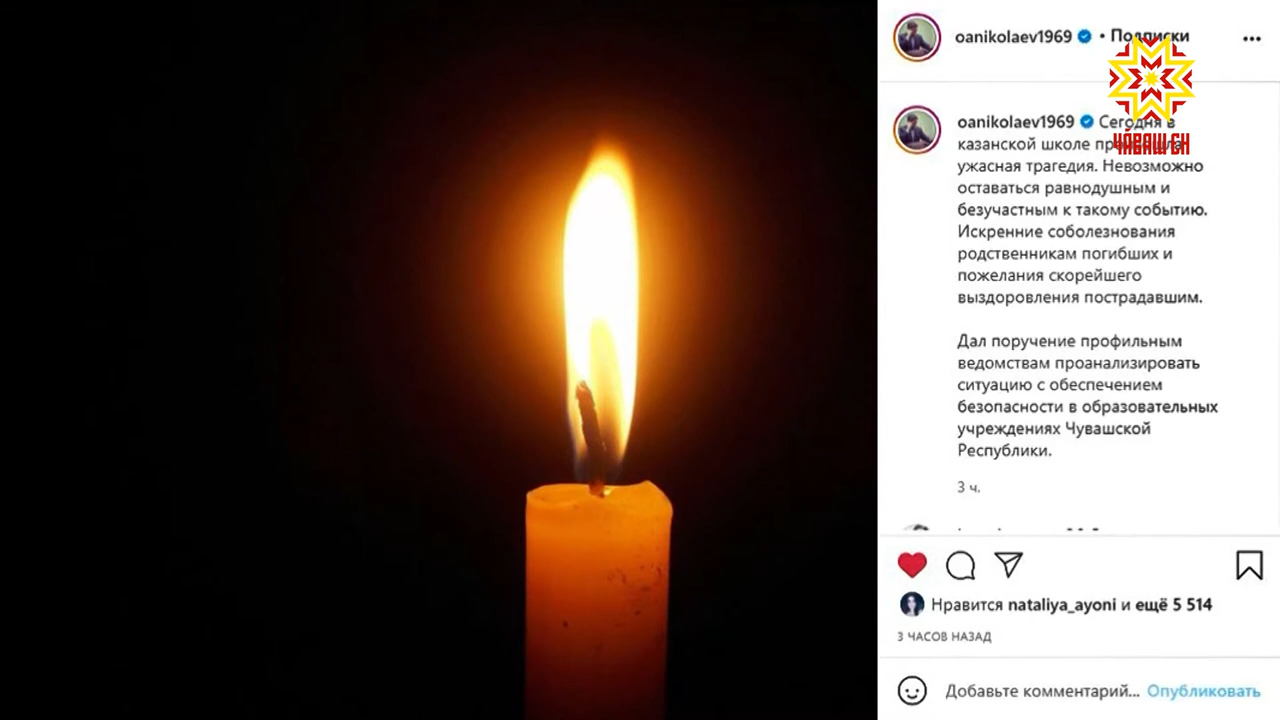 oanikolaev1969 • Подписки
ЧӐВАШ ЕН
oanikolaev1969 Сегодня в
казанской школе
ужасная трагедия. Невозможно
оставаться равнодушным и
безучастным к такому событию.
Искренние соболезнования
родственникам погибших и
пожелания скорейшего
выздоровления пострадавшим.
Дал поручение профильным
ведомствам проанализировать
ситуацию с обеспечением
безопасности в образовательных
учреждениях Чувашской
Республики.
3 ч.
Нравится nataliya_ayoni и ещё 5 514
3 ЧАСОВ НАЗАД
Добавьте комментарий... Опубликовать